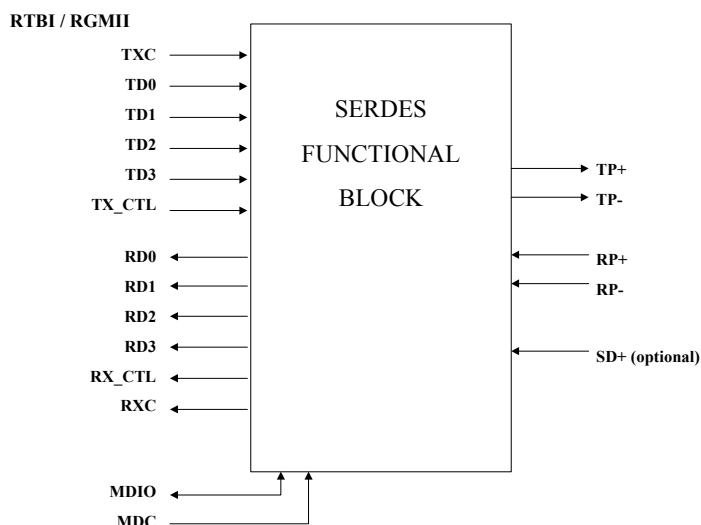 RTBI / RGMII
TXC
TD0
TD1
TD2
TD3
TX_CTL
RD0
RD1
RD2
RD3
RX_CTL
RXC
MDIO
MDC
SERDES
FUNCTIONAL
BLOCK
TP+
TP-
RP+
RP-
SD+ (optional)